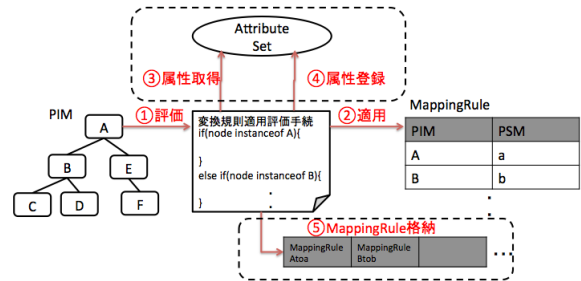 Attribute
Set
③属性取得
④属性登録
PIM
①評価
②適用
MappingRule
A
B
E
C
D
F
変換規則適用評価手続
if(node instanceof A){
}
else if(node instanceof B){
:
}
PIM PSM
A a
B b
:
⑤MappingRule格納
MappingRule
Atoa
MappingRule
Btob
…